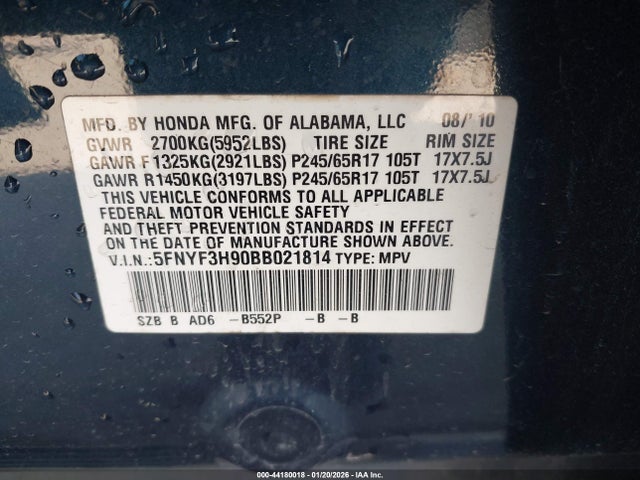 MFD. BY HONDA MFG. OF ALABAMA, LLC 08/'10
GVWR 2700KG(5952LBS) TIRE SIZE RIM SIZE
GAWR F1325KG(2921LBS) P245/65R17 105T 17X7.5J
GAWR R1450KG(3197LBS) P245/65R17 105T 17X7.5J
THIS VEHICLE CONFORMS TO ALL APPLICABLE
FEDERAL MOTOR VEHICLE SAFETY
AND THEFT PREVENTION STANDARDS IN EFFECT
ON THE DATE OF MANUFACTURE SHOWN ABOVE.
V.I.N.:5FNYF3H90BB021814 TYPE: MPV
SZB B AD6 -B552P -B -B
000-44180018 - 01/20/2026 - IAA Inc.